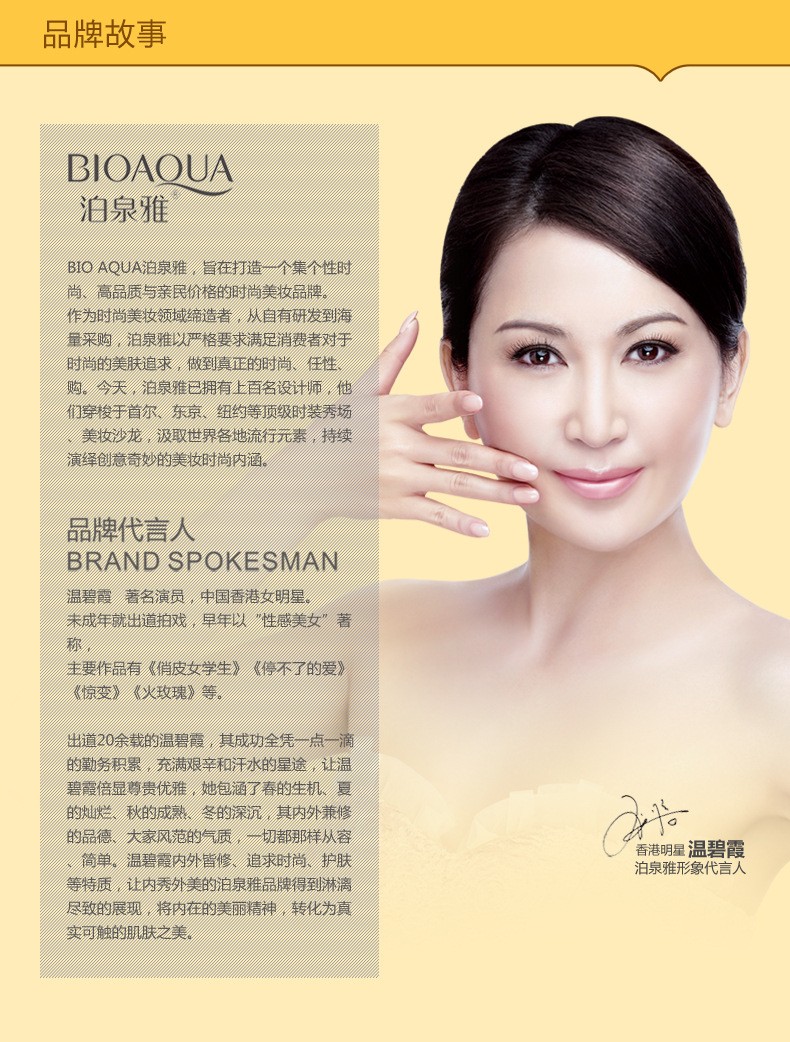 品牌故事
BIOAQUA
泊泉雅®
BIO AQUA泊泉雅，旨在打造一个集个性时
尚、高品质与亲民价格的时尚美妆品牌。
作为时尚美妆领域缔造者，从自有研发到海
量采购，泊泉雅以严格要求满足消费者对于
时尚的美肤追求，做到真正的时尚、任性、
购。今天，泊泉雅已拥有上百名设计师，他
们穿梭于首尔、东京、纽约等顶级时装秀场
、美妆沙龙，汲取世界各地流行元素，持续
演绎创意奇妙的美妆时尚内涵。
品牌代言人
BRAND SPOKESMAN
温碧霞 著名演员，中国香港女明星。
未成年就出道拍戏，早年以“性感美女”著
称，
主要作品有《俏皮女学生》《停不了的爱》
《惊变》《火玫瑰》等。
出道20余载的温碧霞，其成功全凭一点一滴
的勤务积累，充满艰辛和汗水的星途，让温
碧霞倍显尊贵优雅，她包涵了春的生机、夏
的灿烂、秋的成熟、冬的深沉，其内外兼修
的品德、大家风范的气质，一切都那样从容
、简单。温碧霞内外皆修、追求时尚、护肤
等特质，让内秀外美的泊泉雅品牌得到淋漓
尽致的展现，将内在的美丽精神，转化为真
实可触的肌肤之美。
香港明星 温碧霞
泊泉雅形象代言人